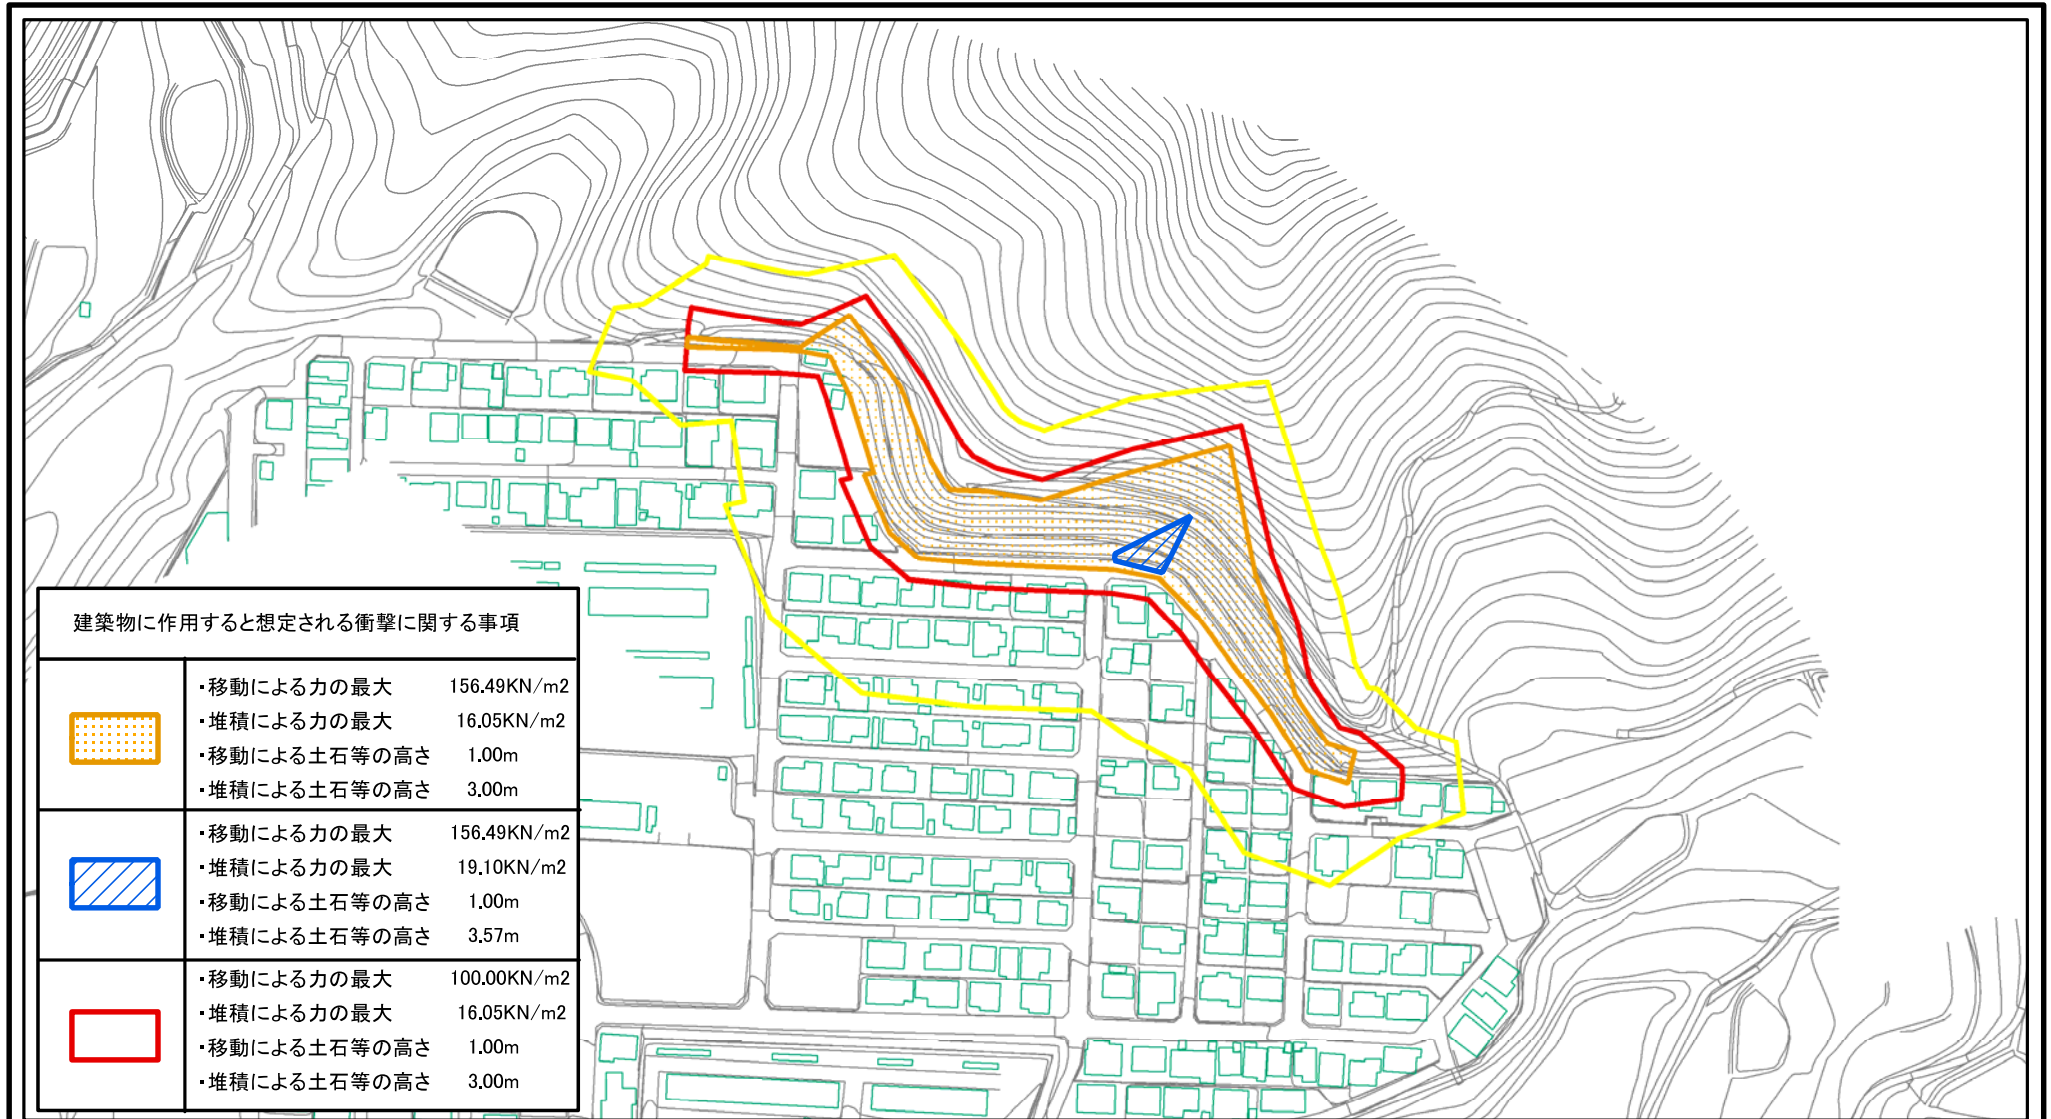 建築物に作用すると想定される衝撃に関する事項
・移動による力の最大 156.49KN/m2
・堆積による力の最大 16.05KN/m2
・移動による土石等の高さ 1.00m
・堆積による土石等の高さ 3.00m
・移動による力の最大 156.49KN/m2
・堆積による力の最大 19.10KN/m2
・移動による土石等の高さ 1.00m
・堆積による土石等の高さ 3.57m
・移動による力の最大 100.00KN/m2
・堆積による力の最大 16.05KN/m2
・移動による土石等の高さ 1.00m
・堆積による土石等の高さ 3.00m